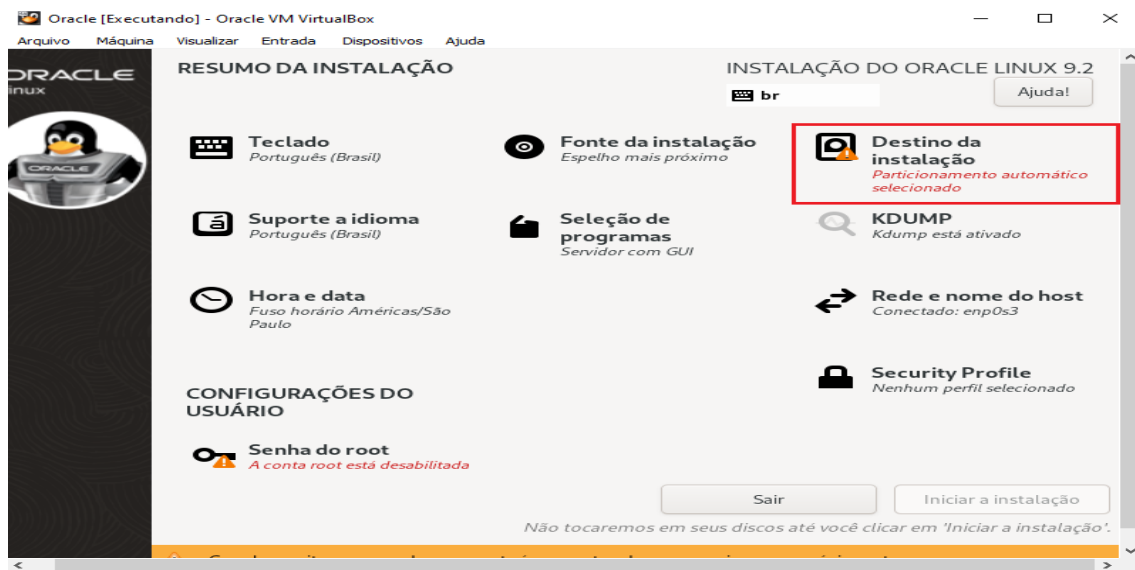 Oracle [Executando] - Oracle VM VirtualBox
Arquivo Máquina Visualizar Entrada Dispositivos Ajuda
ORACLE
Linux
RESUMO DA INSTALAÇÃO
INSTALAÇÃO DO ORACLE LINUX 9.2
br
Ajuda!
Teclado
Português (Brasil)
Fonte da instalação
Espelho mais próximo
Destino da
instalação
Particionamento automático
selecionado
ORACLE
Suporte a idioma
Português (Brasil)
Seleção de
programas
Servidor com GUI
KDUMP
Kdump está ativado
Hora e data
Fuso horário Américas/São
Paulo
Rede e nome do host
Conectado: enp0s3
Security Profile
Nenhum perfil selecionado
CONFIGURAÇÕES DO
USUÁRIO
Senha do root
A conta root está desabilitada
Sair
Iniciar a instalação
Não tocaremos em seus discos até você clicar em 'Iniciar a instalação'.